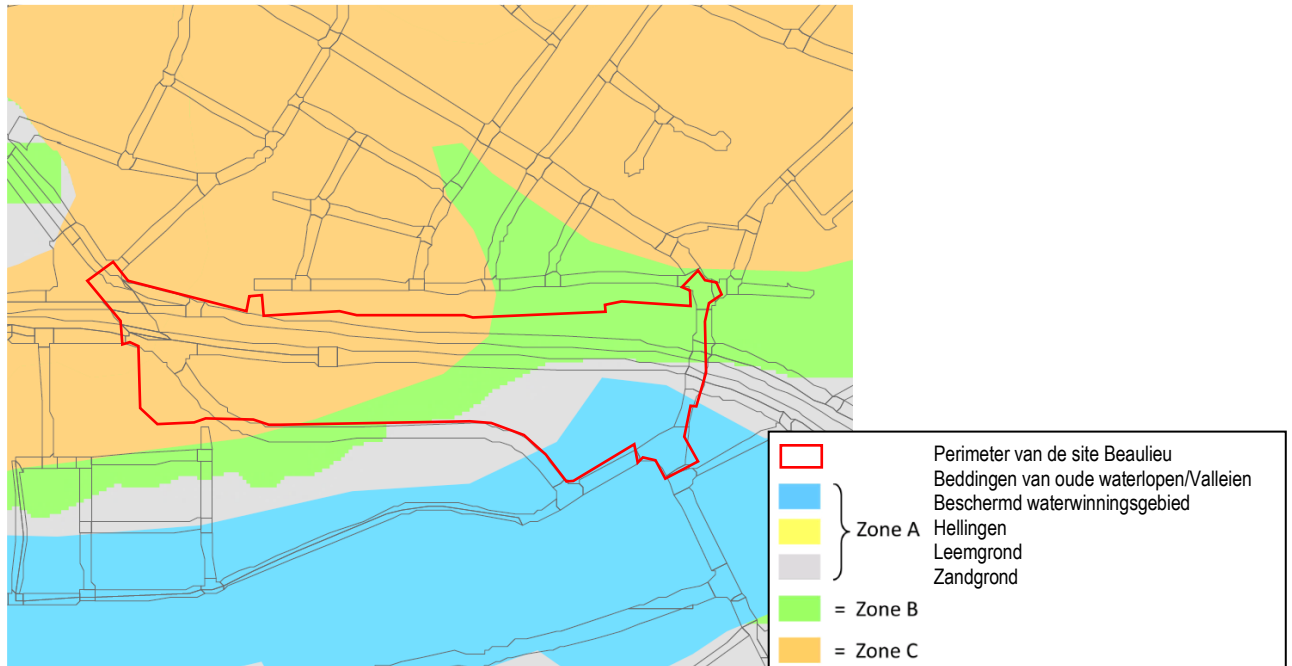 Perimeter van de site Beaulieu
Beddingen van oude waterlopen/Valleien
Beschermd waterwinningsgebied
Zone A
Hellingen
Leemgrond
Zandgrond
= Zone B
= Zone C